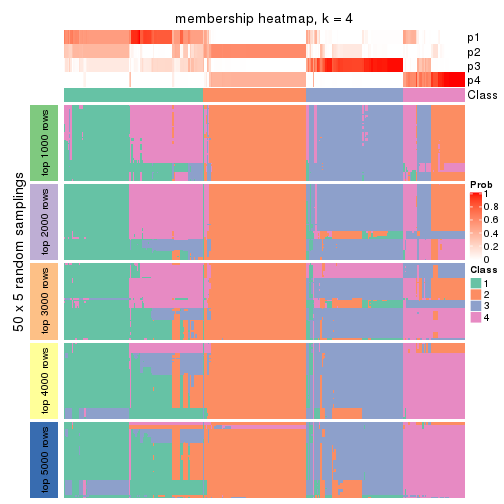 membership heatmap, k = 4
p1
p2
p3
p4
Class
50 x 5 random samplings
top 1000 rows
top 2000 rows
top 3000 rows
top 4000 rows
top 5000 rows
Prob
1
0.8
0.6
0.4
0.2
0
Class
1
2
3
4